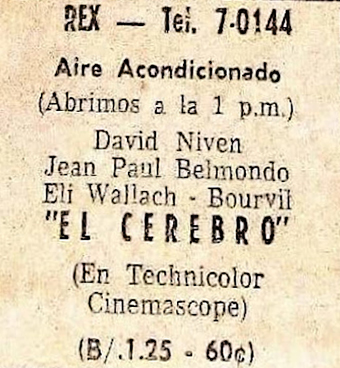 REX — Tel. 7-0144
Aire Acondicionado
(Abrimos a la 1 p.m.)
David Niven
Jean Paul Belmondo
Eli Wallach - Bourvil
"EL CEREBRO"
(En Technicolor
Cinemascope)
(B/.1.25 - 60¢)